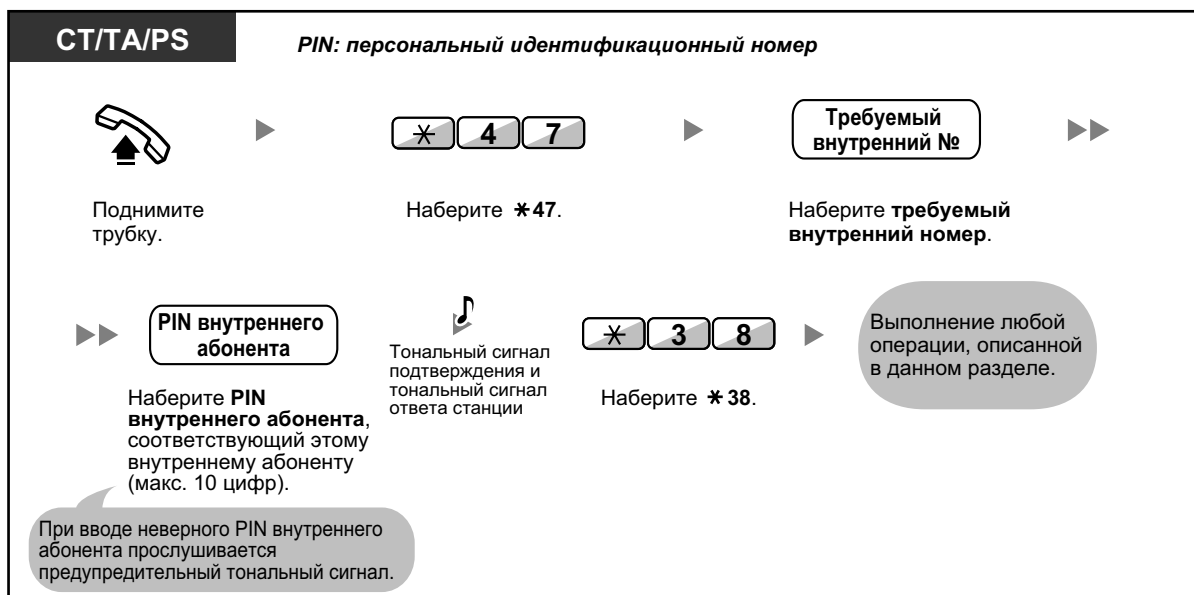 CT/TA/PS
PIN: персональный идентификационный номер
✳ 4 7
Требуемый
внутренний №
Поднимите
трубку.
Наберите ✳47.
Наберите требуемый
внутренний номер.
PIN внутреннего
абонента
Наберите PIN
внутреннего абонента,
соответствующий этому
внутреннему абоненту
(макс. 10 цифр).
Тональный сигнал
подтверждения и
тональный сигнал
ответа станции
✳ 3 8
Наберите ✳38.
Выполнение любой
операции, описанной
в данном разделе.
При вводе неверного PIN внутреннего
абонента прослушивается
предупредительный тональный сигнал.